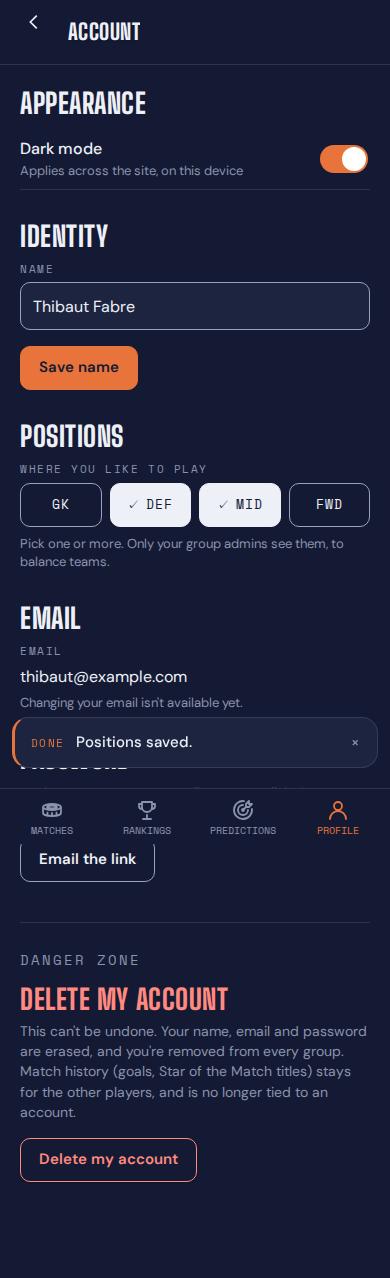 ACCOUNT
APPEARANCE
Dark mode
Applies across the site, on this device
IDENTITY
NAME
Thibaut Fabre
Save name
POSITIONS
WHERE YOU LIKE TO PLAY
GK ✓ DEF ✓ MID FWD
Pick one or more. Only your group admins see them, to
balance teams.
EMAIL
EMAIL
thibaut@example.com
Changing your email isn't available yet.
DONE Positions saved. ×
MATCHES RANKINGS PREDICTIONS PROFILE
Email the link
DANGER ZONE
DELETE MY ACCOUNT
This can't be undone. Your name, email and password
are erased, and you're removed from every group.
Match history (goals, Star of the Match titles) stays
for the other players, and is no longer tied to an
account.
Delete my account